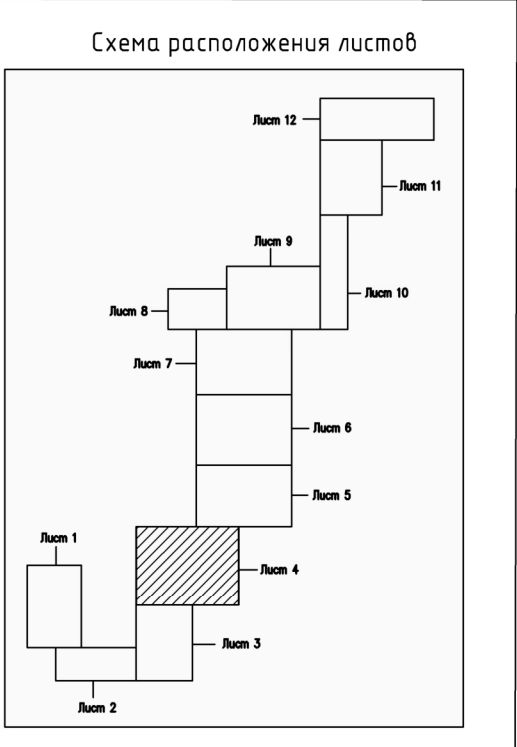 Схема расположения листов
Лист 12
Лист 11
Лист 9
Лист 10
Лист 8
Лист 7
Лист 6
Лист 5
Лист 1
Лист 4
Лист 3
Лист 2